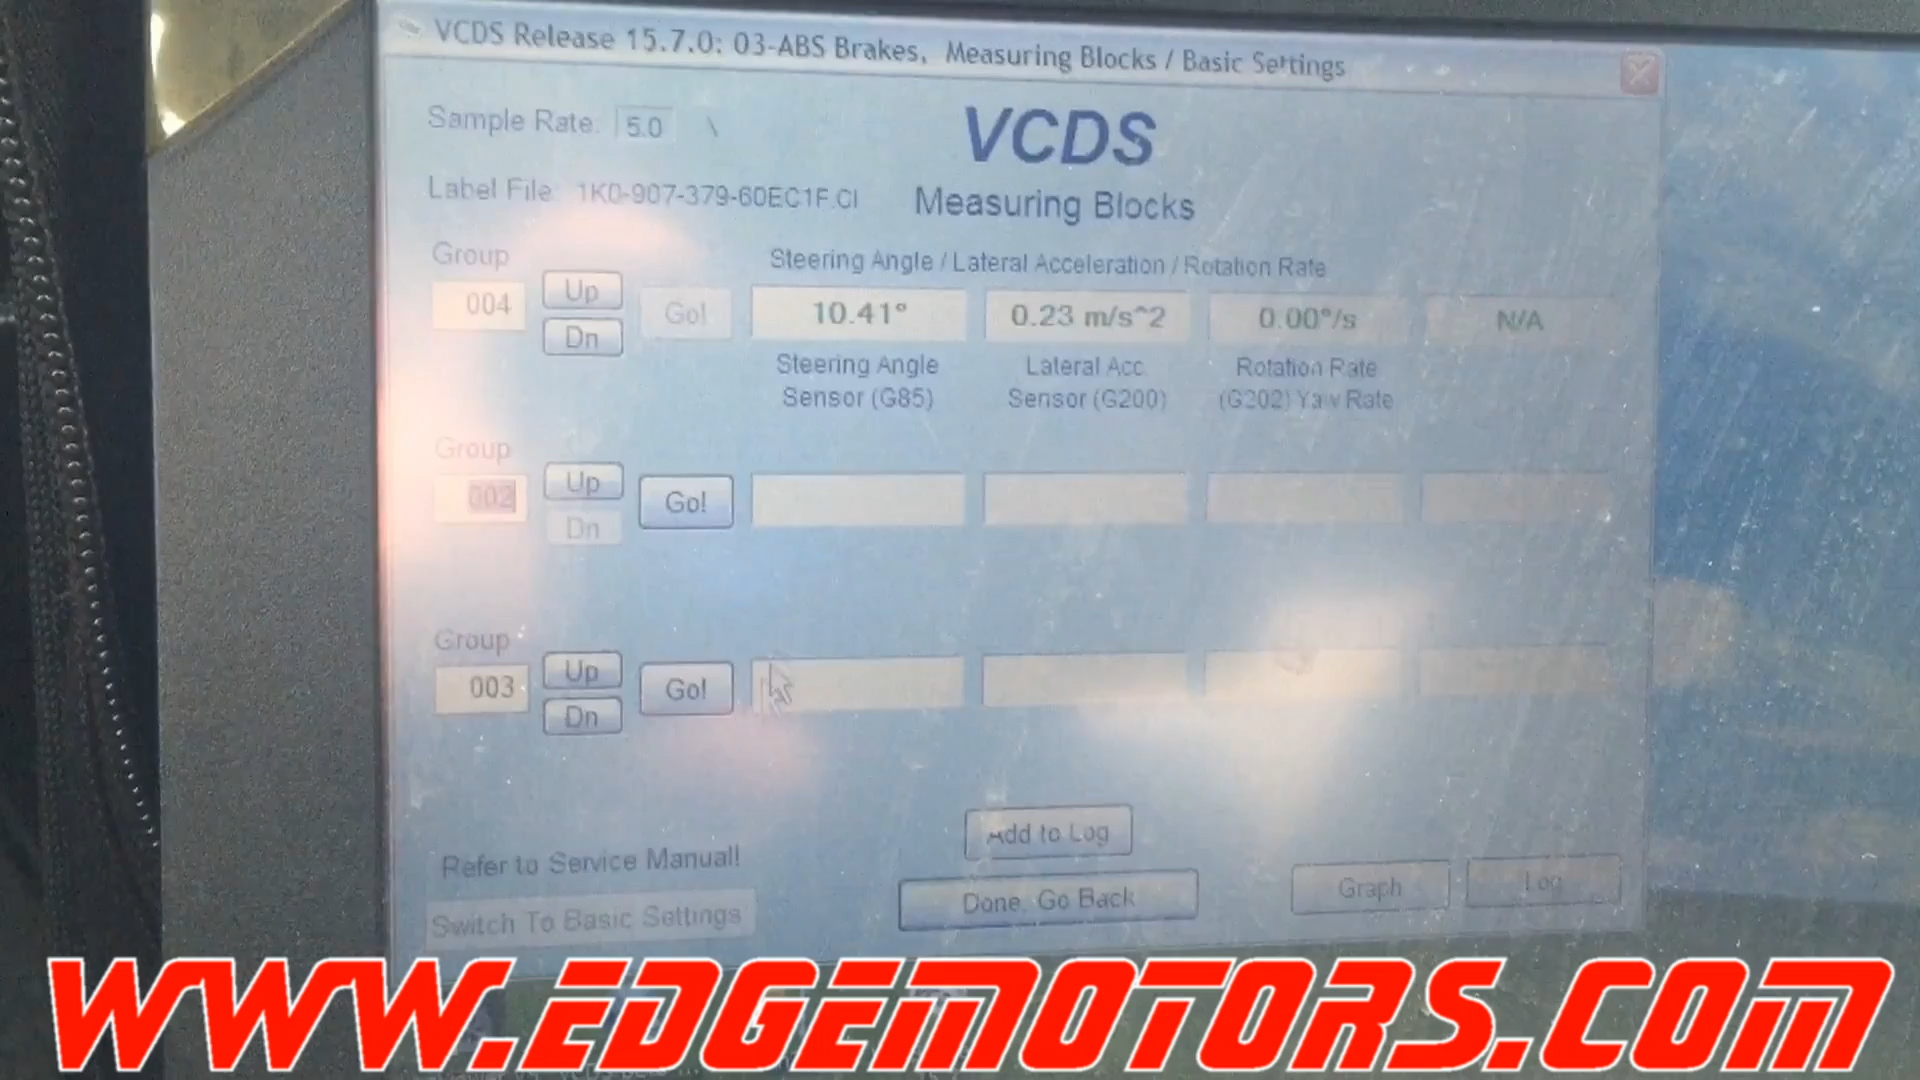 VCDS Release 15.7.0: 03-ABS Brakes, Measuring Blocks / Basic Settings
Sample Rate: 5.0 \
VCDS
Label File: 1K0-907-379-60EC1F.Cl
Measuring Blocks
Group
Steering Angle / Lateral Acceleration / Rotation Rate
004
Up
Dn
Go!
10.41°
0.23 m/s^2
0.00°/s
N/A
Steering Angle
Sensor (G85)
Lateral Acc.
Sensor (G200)
Rotation Rate
(G202) Yaw Rate
Group
002
Up
Dn
Go!
Group
003
Up
Dn
Go!
Refer to Service Manual!
Switch To Basic Settings
Add to Log
Done, Go Back
Graph
Log
WWW.EDGEMOTORS.COM